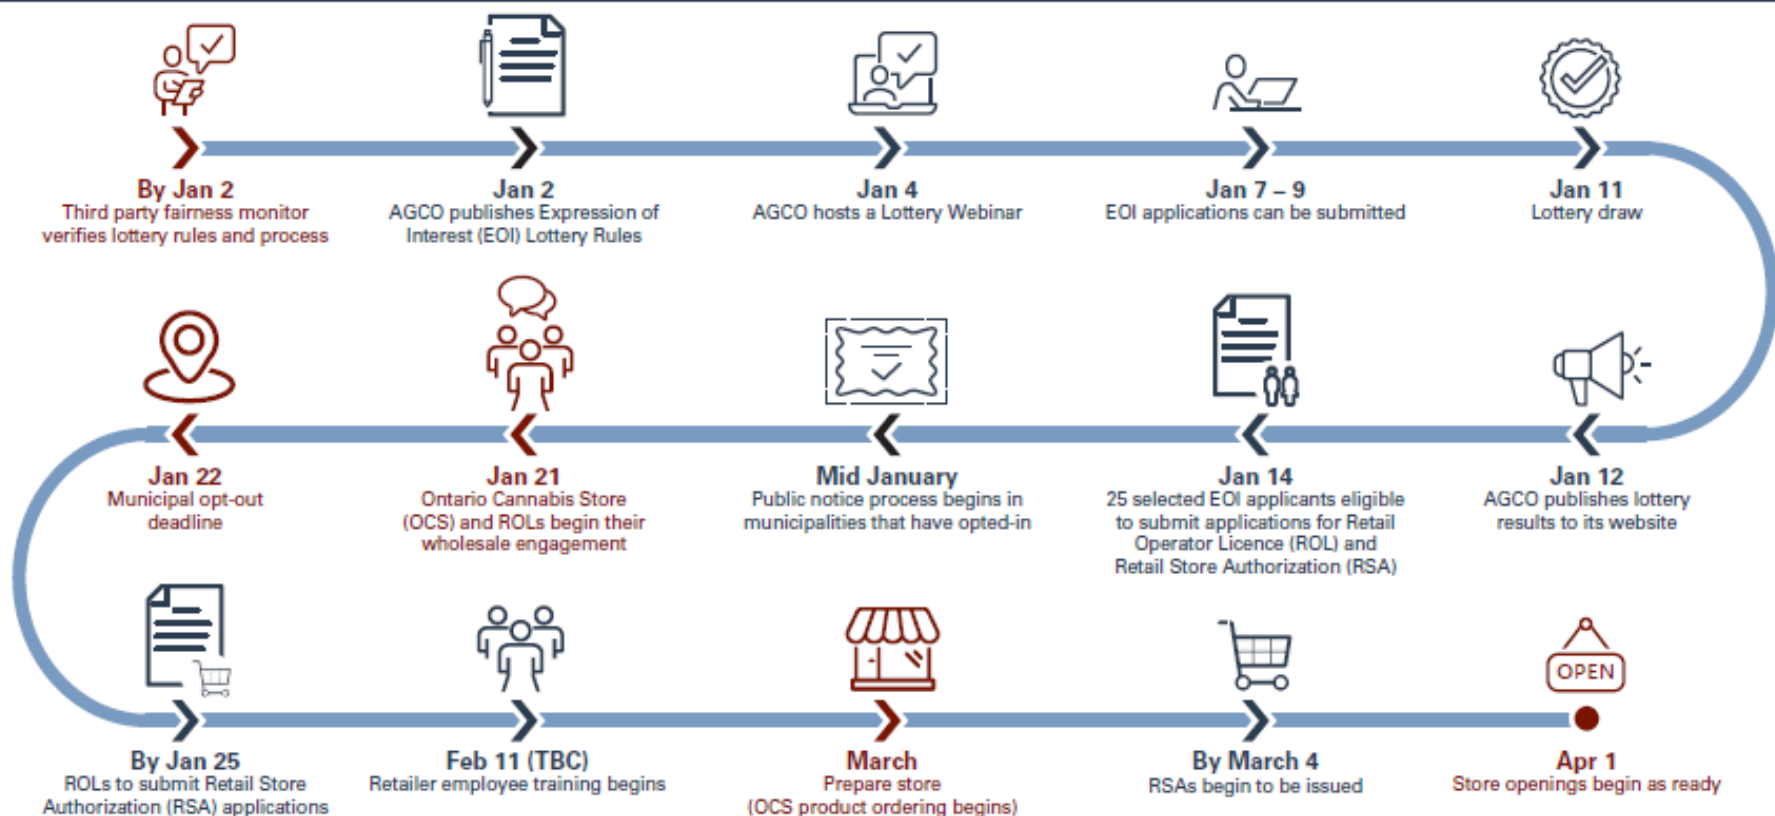 By Jan 2
Third party fairness monitor
verifies lottery rules and process
Jan 2
AGCO publishes Expression of
Interest (EOI) Lottery Rules
Jan 4
AGCO hosts a Lottery Webinar
Jan 7 – 9
EOI applications can be submitted
Jan 11
Lottery draw
Jan 12
AGCO publishes lottery
results to its website
Jan 14
25 selected EOI applicants eligible
to submit applications for Retail
Operator Licence (ROL) and
Retail Store Authorization (RSA)
Mid January
Public notice process begins in
municipalities that have opted-in
Jan 21
Ontario Cannabis Store
(OCS) and ROLs begin their
wholesale engagement
Jan 22
Municipal opt-out
deadline
By Jan 25
ROLs to submit Retail Store
Authorization (RSA) applications
Feb 11 (TBC)
Retailer employee training begins
March
Prepare store
(OCS product ordering begins)
By March 4
RSAs begin to be issued
OPEN
Apr 1
Store openings begin as ready